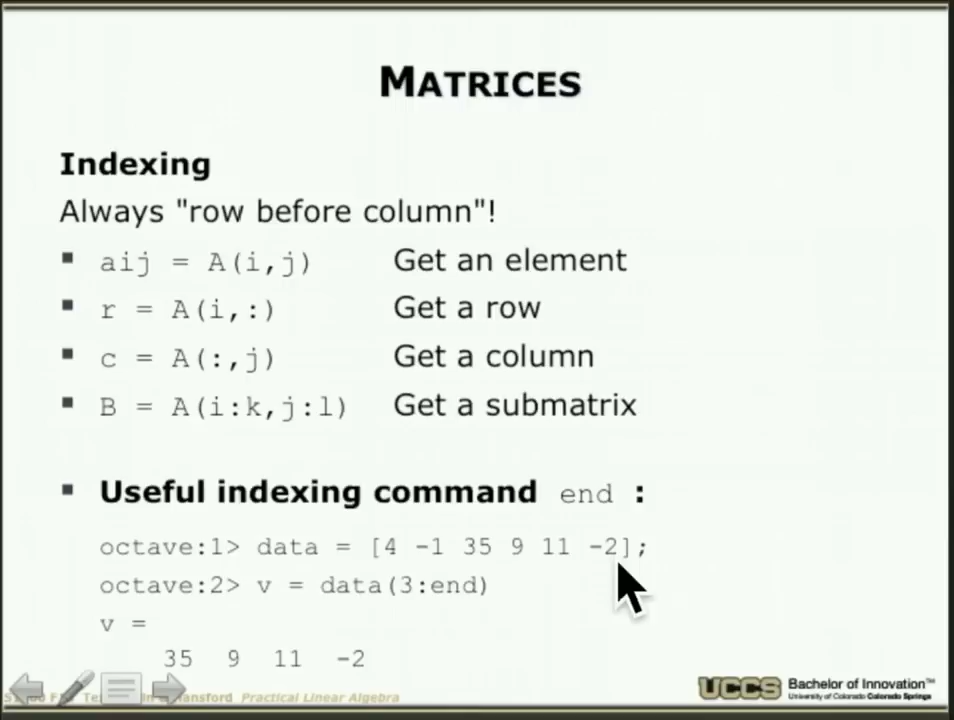 MATRICES
Indexing
Always "row before column"!
▪ aij = A(i,j) Get an element
▪ r = A(i,:) Get a row
▪ c = A(:,j) Get a column
▪ B = A(i:k,j:l) Get a submatrix
▪ Useful indexing command end :
octave:1> data = [4 -1 35 9 11 -2];
octave:2> v = data(3:end)
v =
35 9 11 -2
Practical Linear Algebra
UCCS Bachelor of Innovation™
University of Colorado Colorado Springs